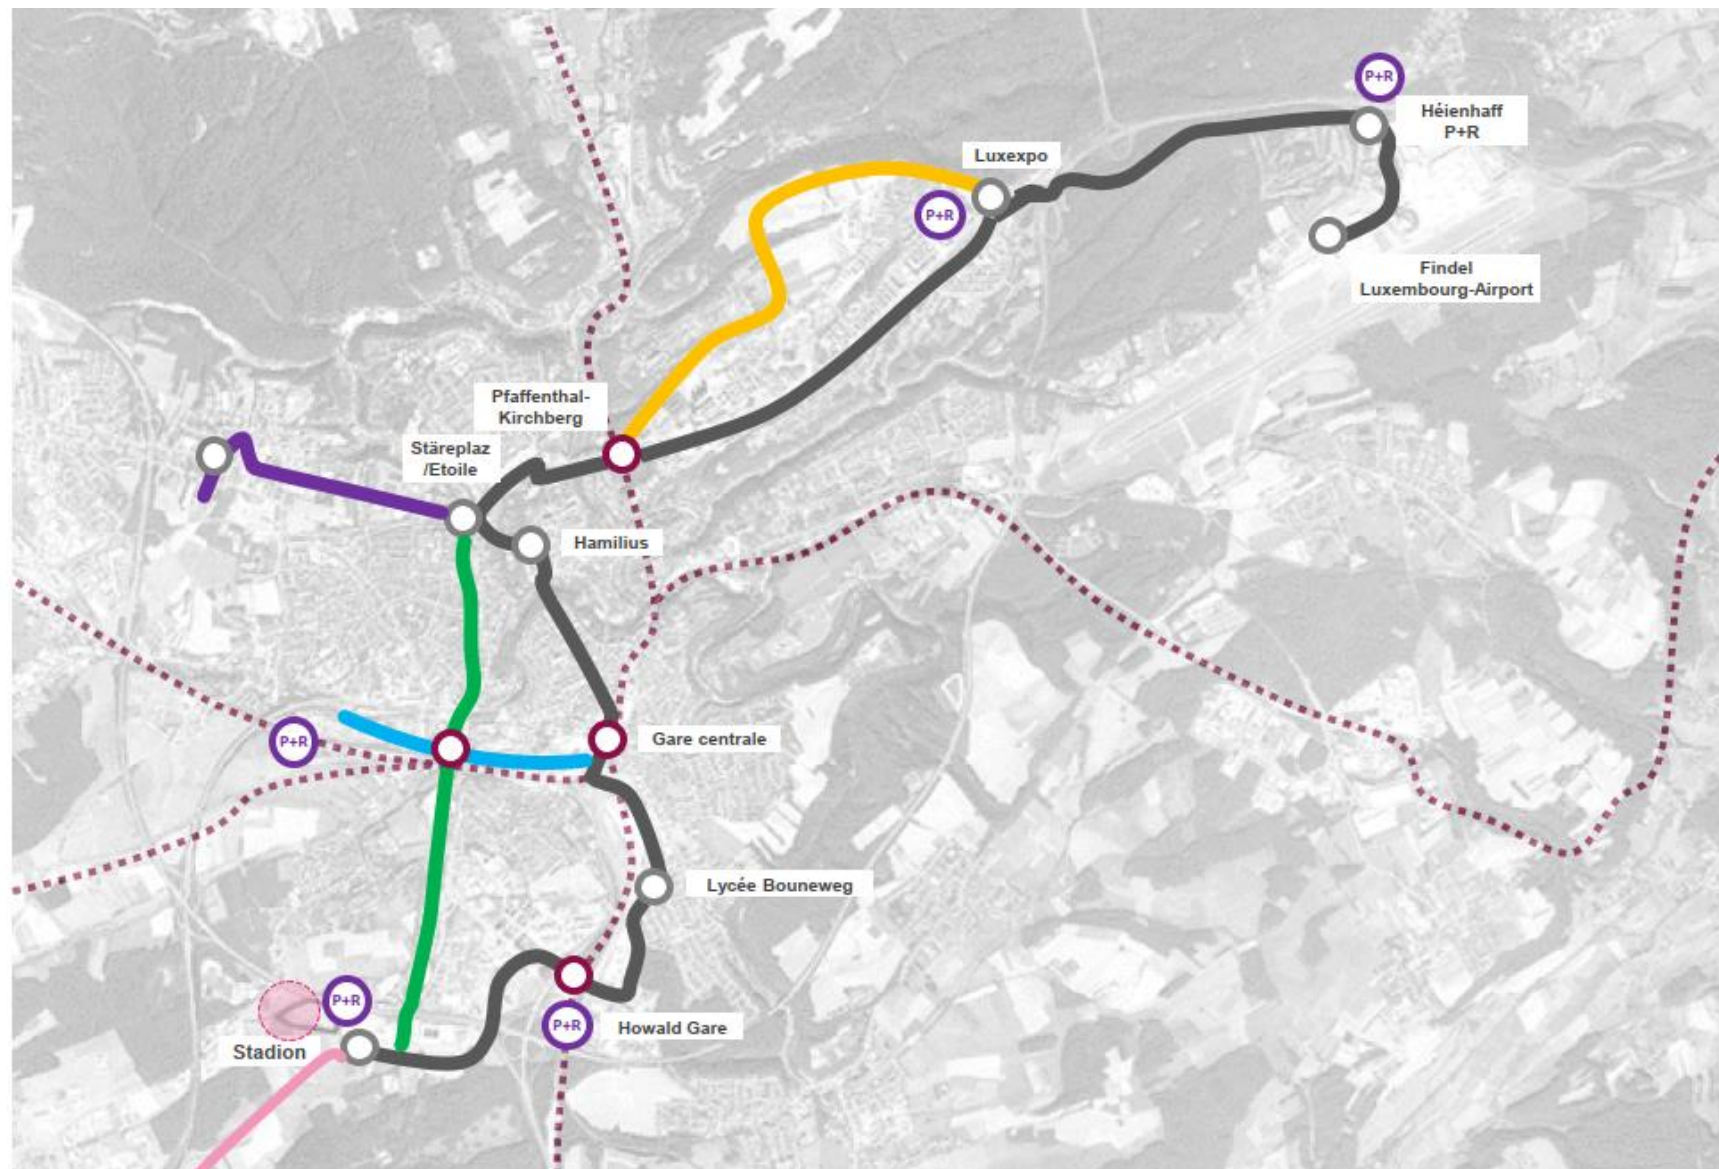 P+R
Héienhaff
P+R
Luxexpo
P+R
Findel
Luxembourg-Airport
Pfaffenthal-
Kirchberg
Stäreplaz
/Etoile
Hamilius
P+R
Gare centrale
Lycée Bouneweg
P+R
Stadion
P+R
Howald Gare